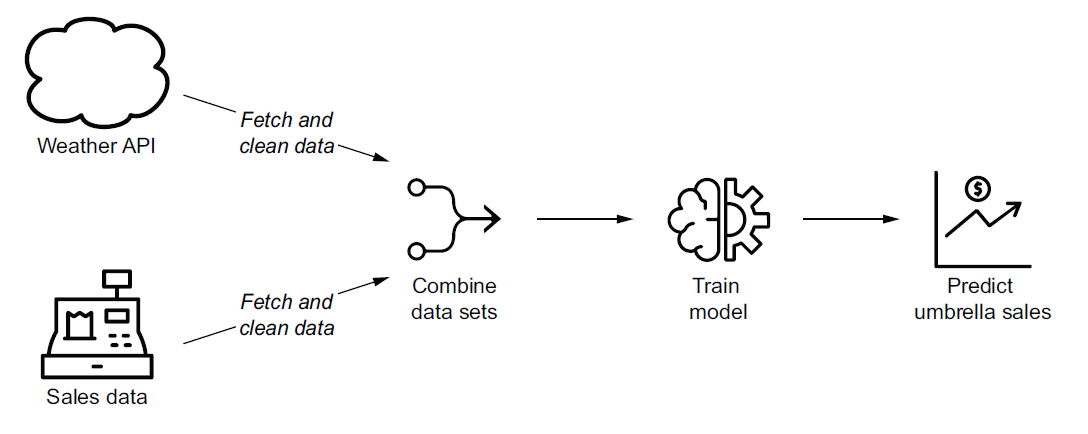 Weather API
Fetch and
clean data
Sales data
Fetch and
clean data
Combine
data sets
Train
model
$
Predict
umbrella sales